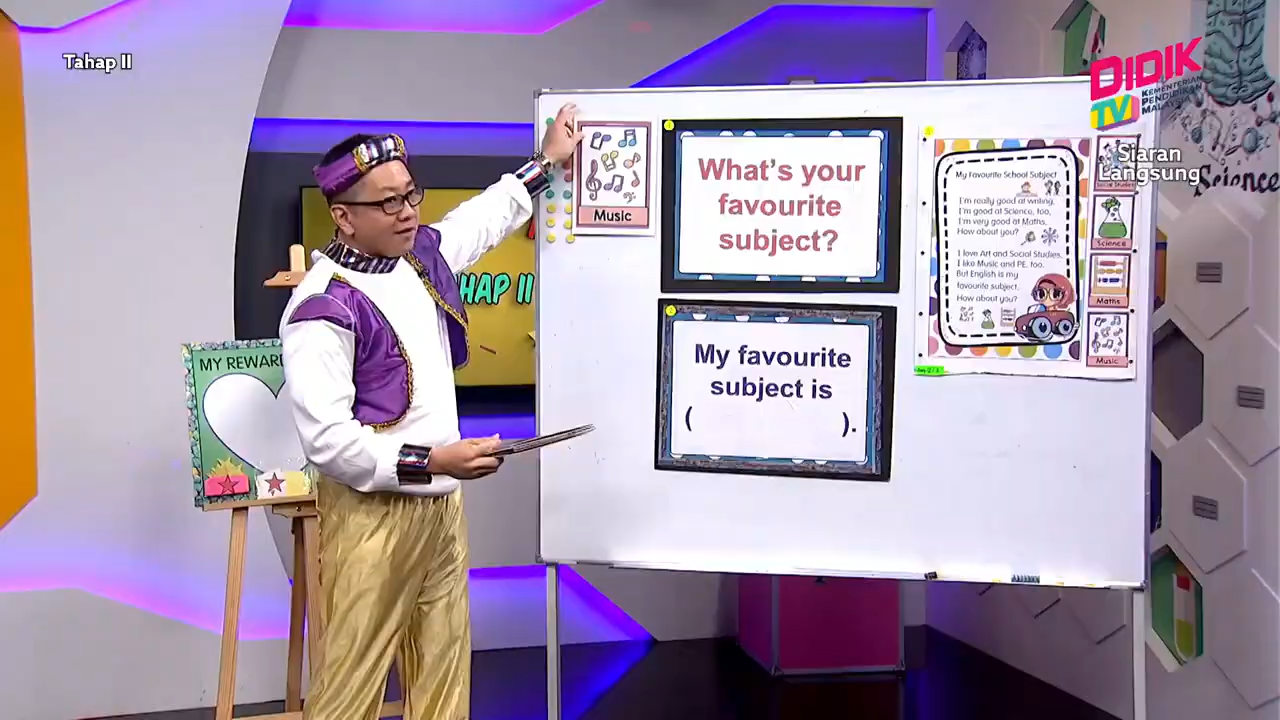 Tahap II
DIDIK
TV
KEMENTERIAN
PENDIDIKAN
MALAYSIA
Siaran
Langsung
Science
HAP II
MY REWARD
Music
What's your
favourite
subject?
My favourite
subject is
( ).
My Favourite School Subject
I'm really good at writing.
I'm good at Science, too.
I'm very good at Maths.
How about you?
I love Art and Social Studies.
I like Music and PE, too.
But English is my
favourite subject.
How about you?
Social Studies
Science
Maths
Music